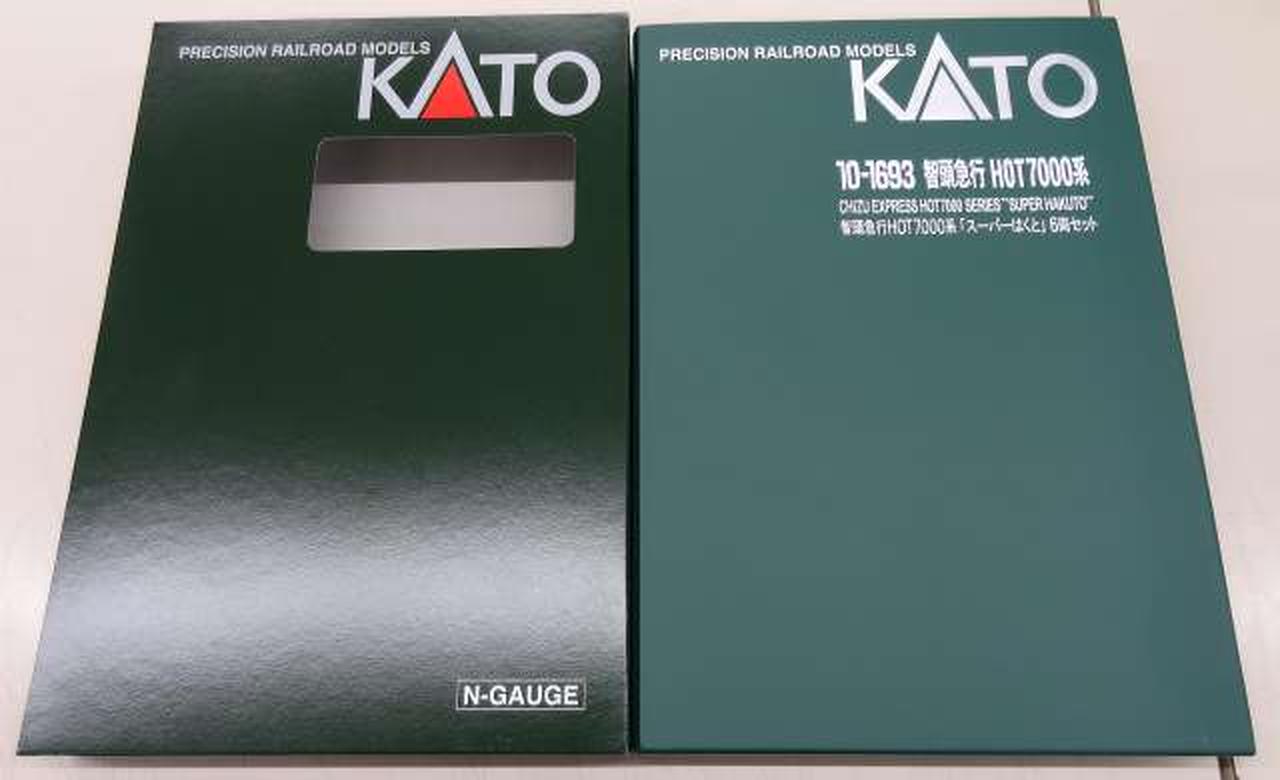 PRECISION RAILROAD MODELS
KATO
N-GAUGE
PRECISION RAILROAD MODELS
KATO
10-1693 智頭急行 HOT7000系
CHIZU EXPRESS HOT7000 SERIES "SUPER HAKUTO"
智頭急行HOT7000系「スーパーはくと」6両セット